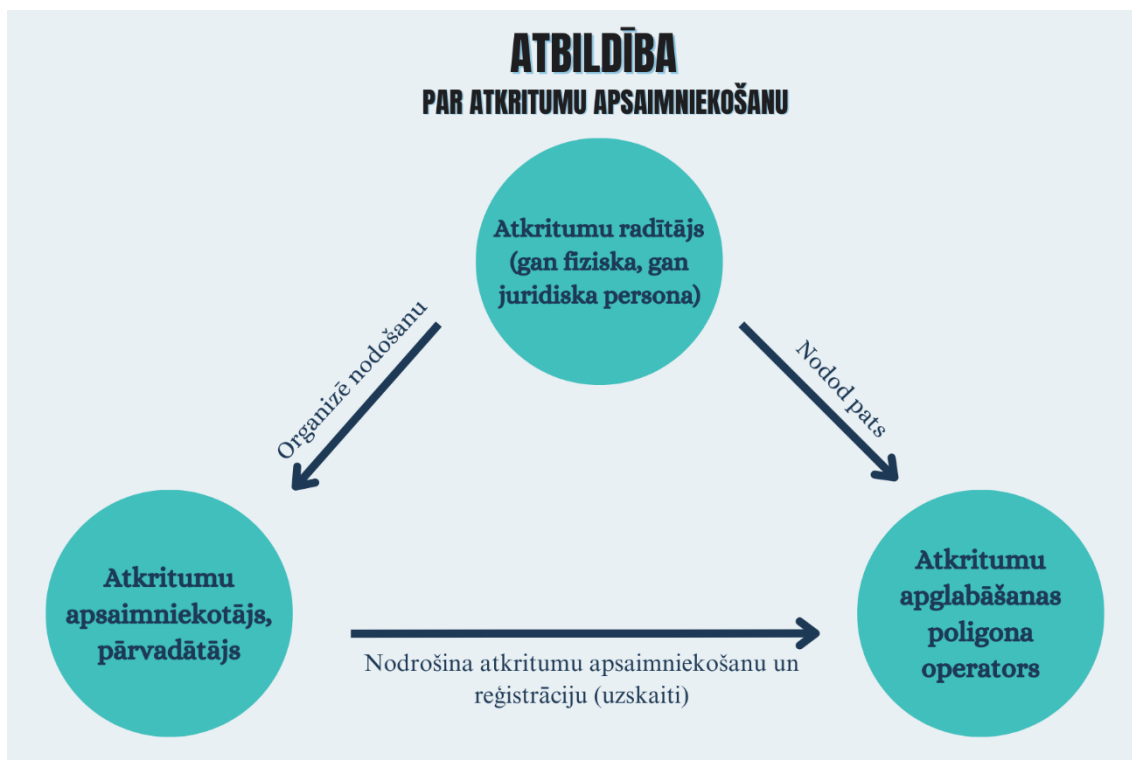 ATBILDĪBA
PAR ATKRITUMU APSAIMNIEKOŠANU
Atkritumu radītājs
(gan fiziska, gan
juridiska persona)
Organizē nodošanu
Nodod pats
Atkritumu
apsaimniekotājs,
pārvadātājs
Nodrošina atkritumu apsaimniekošanu un
reģistrāciju (uzskaiti)
Atkritumu
apglabāšanas
poligona
operators